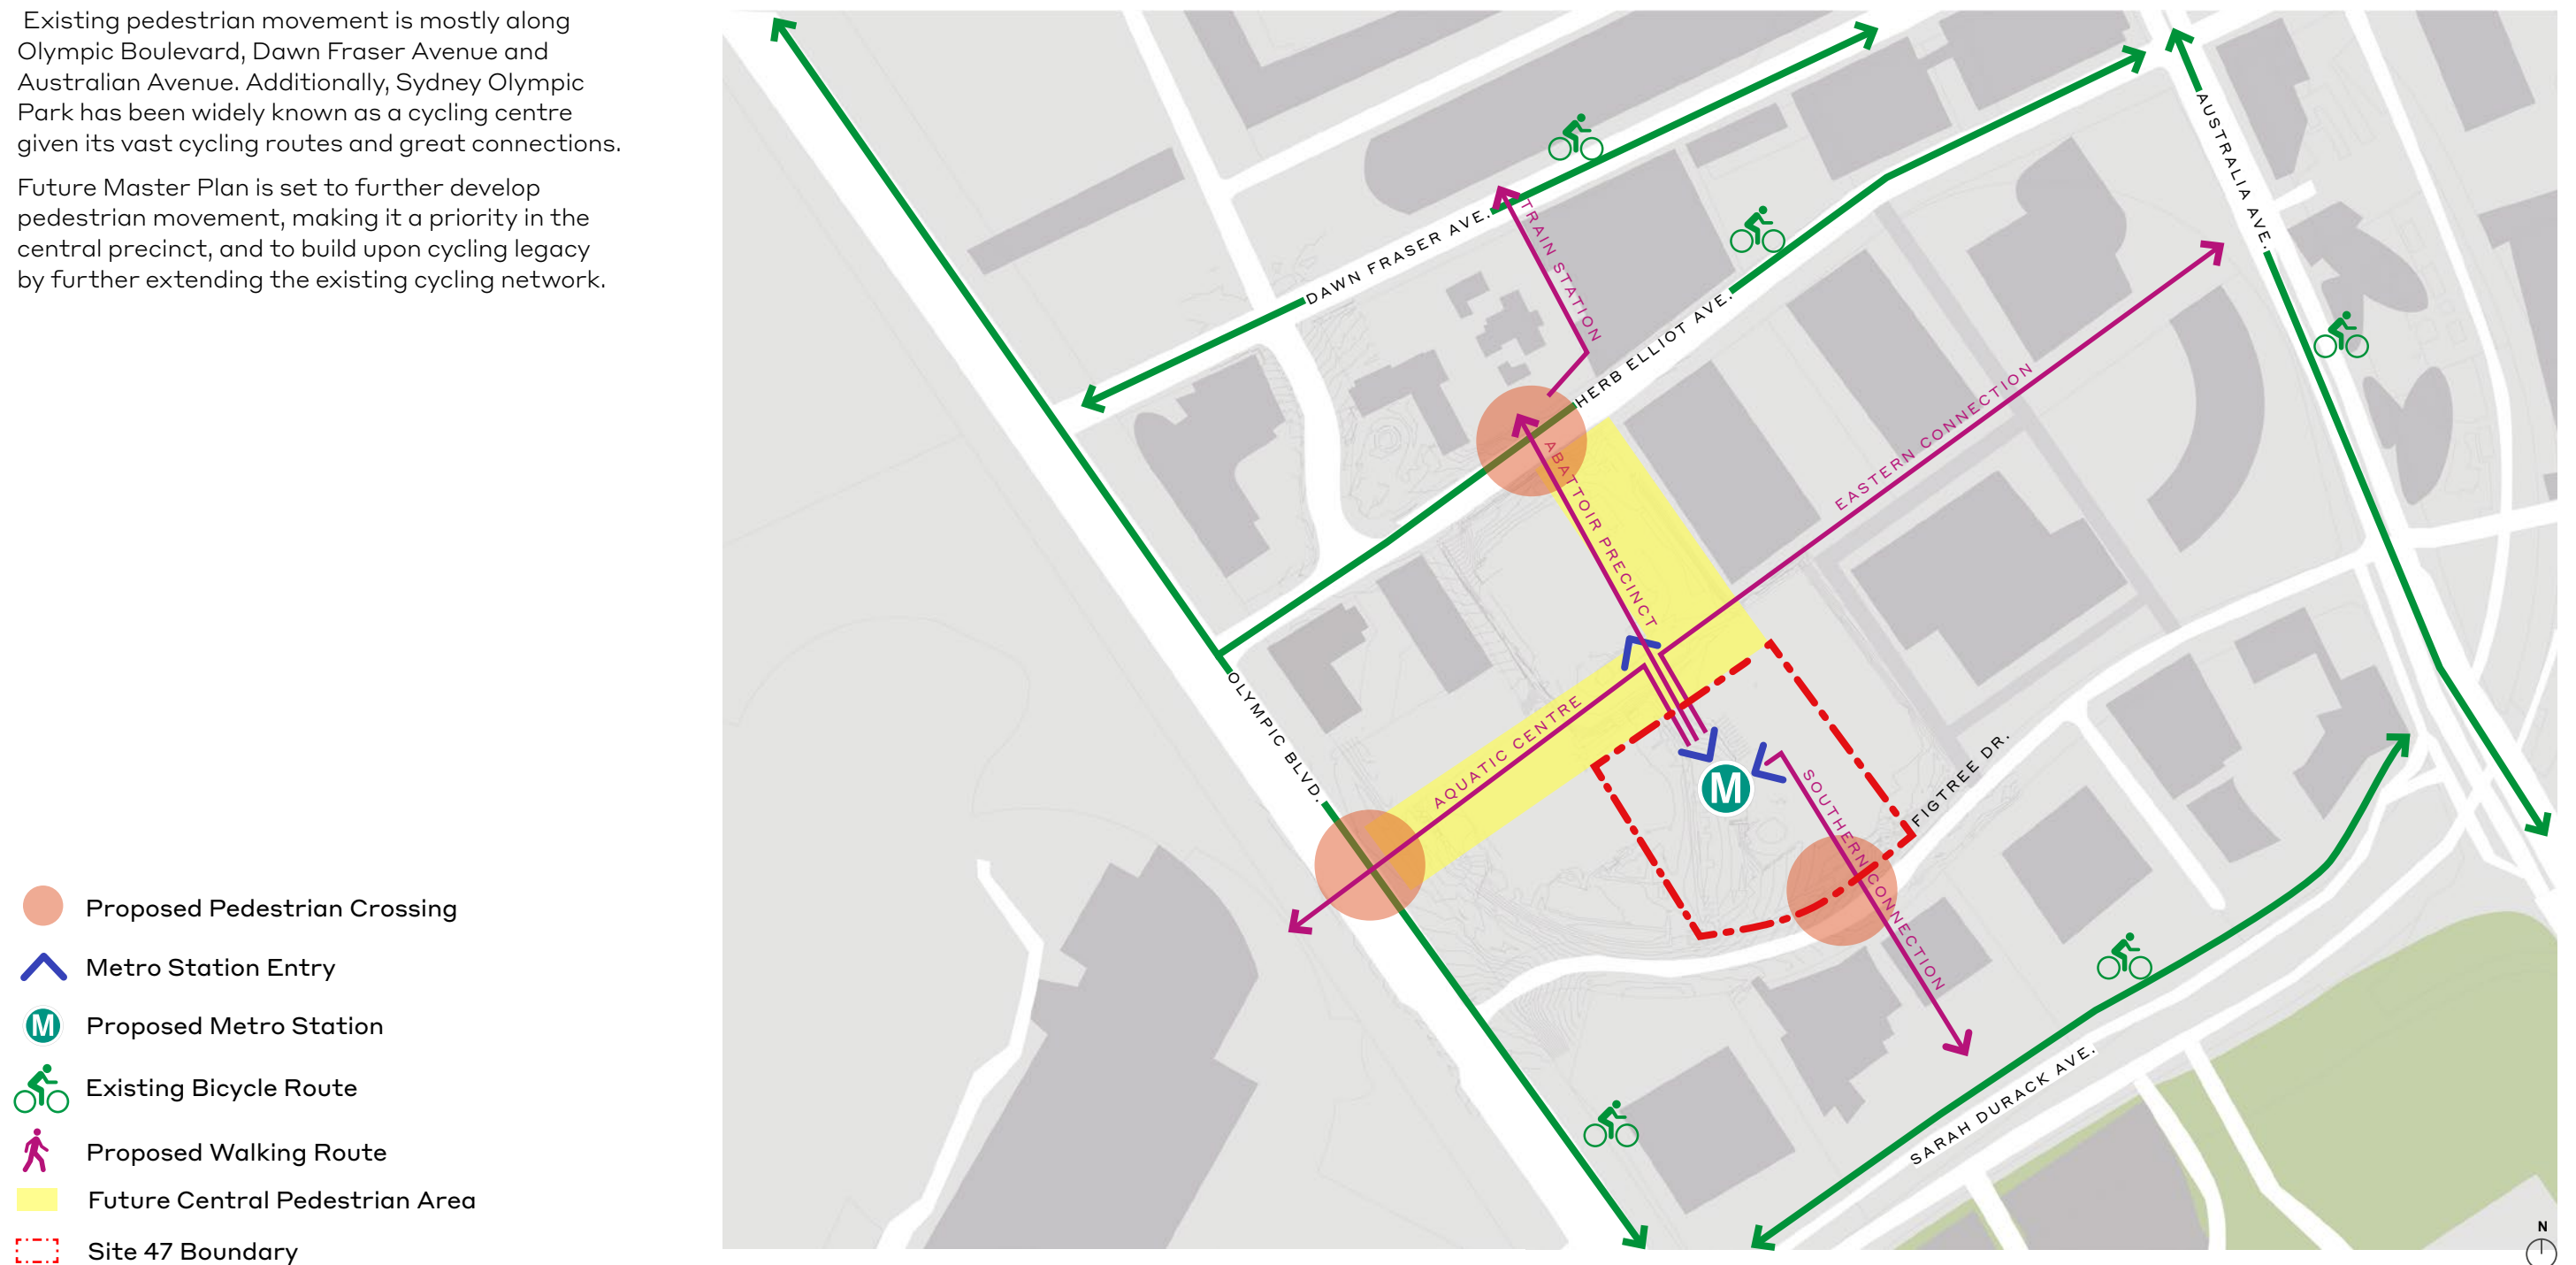 Existing pedestrian movement is mostly along
Olympic Boulevard, Dawn Fraser Avenue and
Australian Avenue. Additionally, Sydney Olympic
Park has been widely known as a cycling centre
given its vast cycling routes and great connections.
Future Master Plan is set to further develop
pedestrian movement, making it a priority in the
central precinct, and to build upon cycling legacy
by further extending the existing cycling network.
Proposed Pedestrian Crossing
Metro Station Entry
M
Proposed Metro Station
Existing Bicycle Route
Proposed Walking Route
Future Central Pedestrian Area
Site 47 Boundary
AUSTRALIA AVE.
DAWN FRASER AVE.
TRAIN STATION
HERB ELLIOT AVE.
EASTERN CONNECTION
ABATTOIR PRECINCT
OLYMPIC BLVD.
AQUATIC CENTRE
M
SOUTHERN CONNECTION
FIGTREE DR.
SARAH DURACK AVE.
N